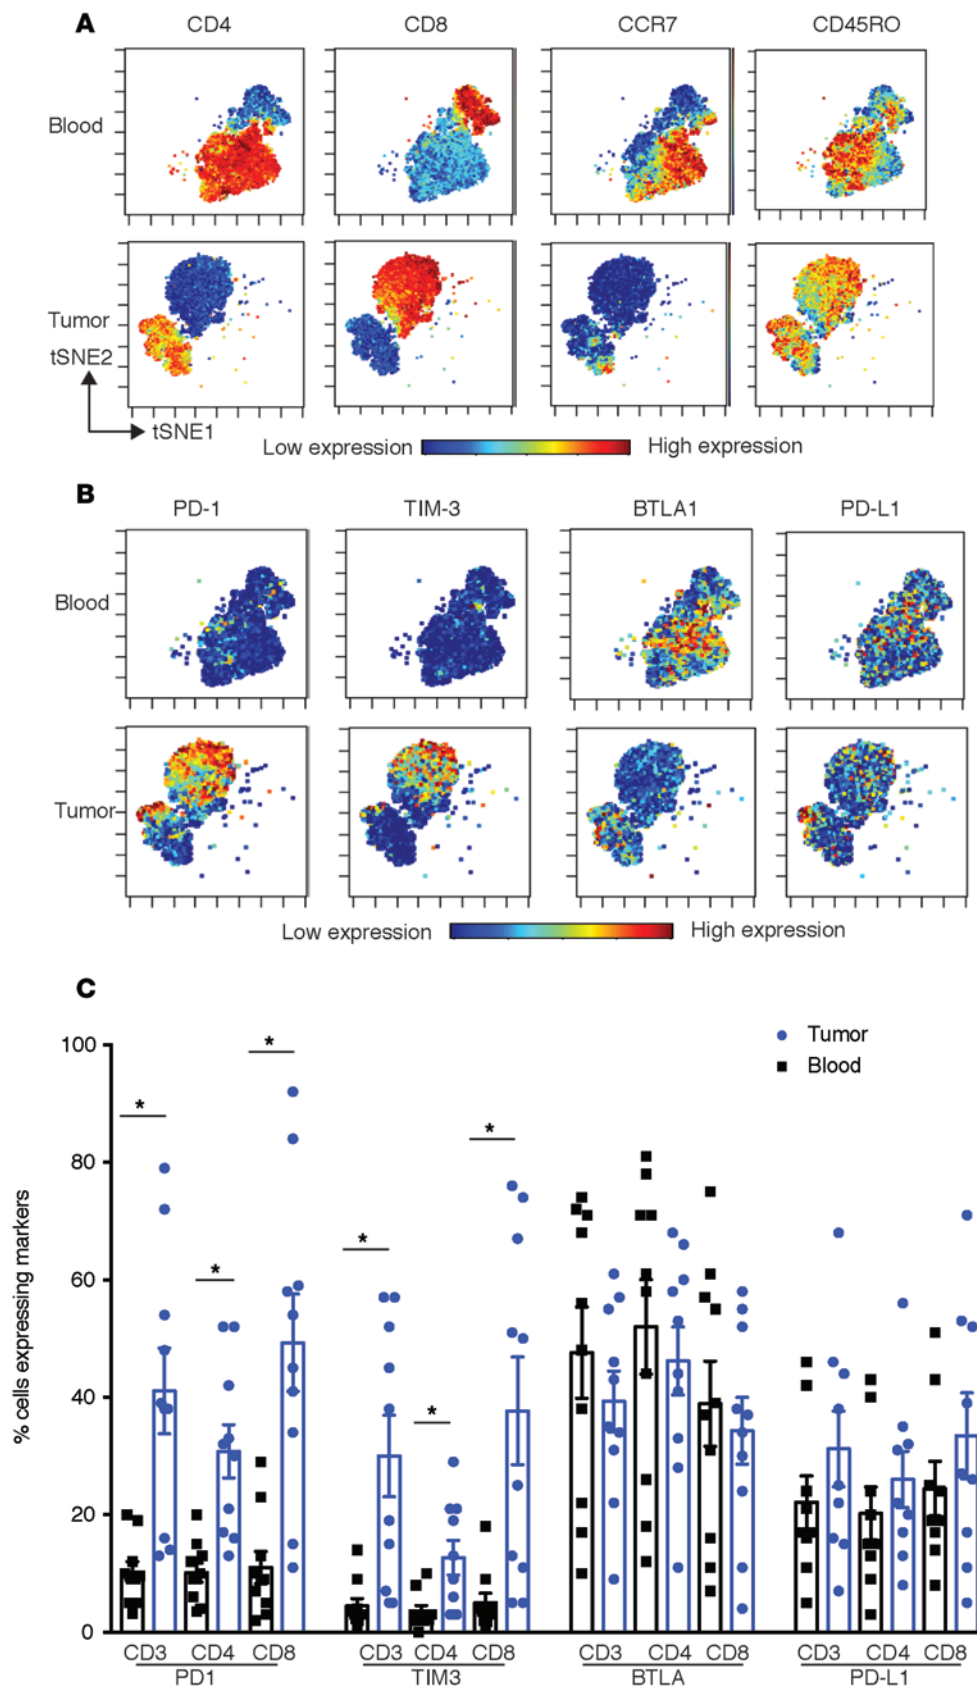 A
CD4 CD8 CCR7 CD45RO
Blood
Tumor
tSNE2
tSNE1
Low expression High expression
B
PD-1 TIM-3 BTLA1 PD-L1
Blood
Tumor
Low expression High expression
C
% cells expressing markers
100
80
60
40
20
0
* * * * * *
Tumor
Blood
CD3 CD4 CD8 CD3 CD4 CD8 CD3 CD4 CD8 CD3 CD4 CD8
PD1 TIM3 BTLA PD-L1